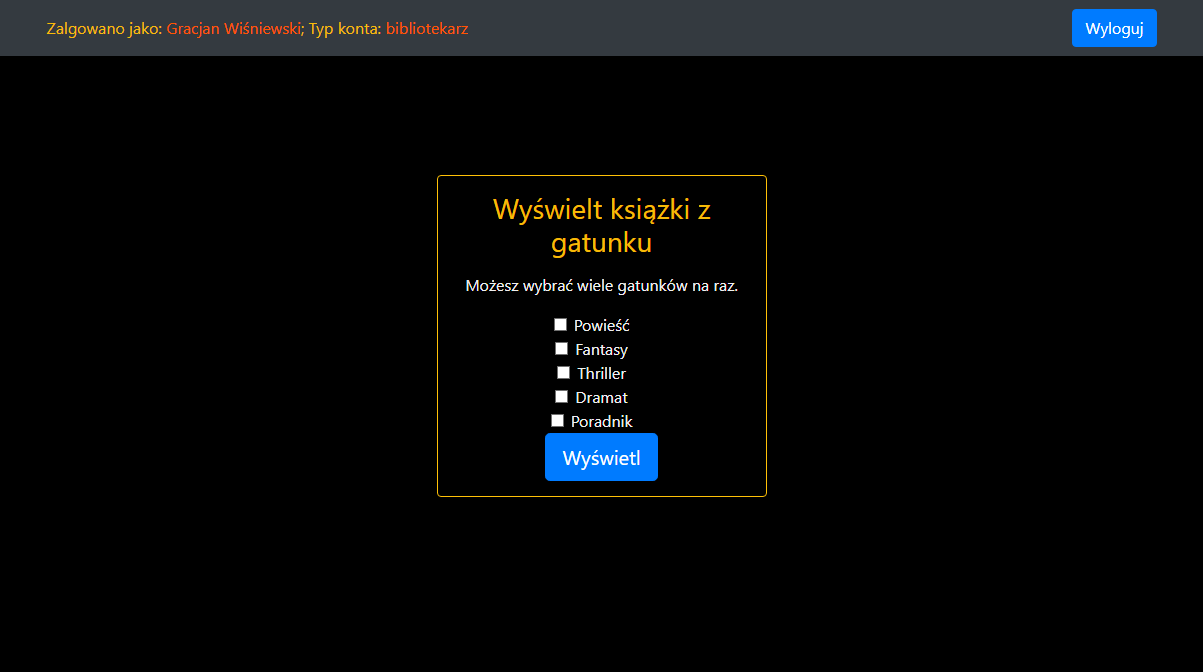 Zalgowano jako: Gracjan Wiśniewski; Typ konta: bibliotekarz
Wyloguj
Wyświelt książki z
gatunku
Możesz wybrać wiele gatunków na raz.
Powieść
Fantasy
Thriller
Dramat
Poradnik
Wyświetl